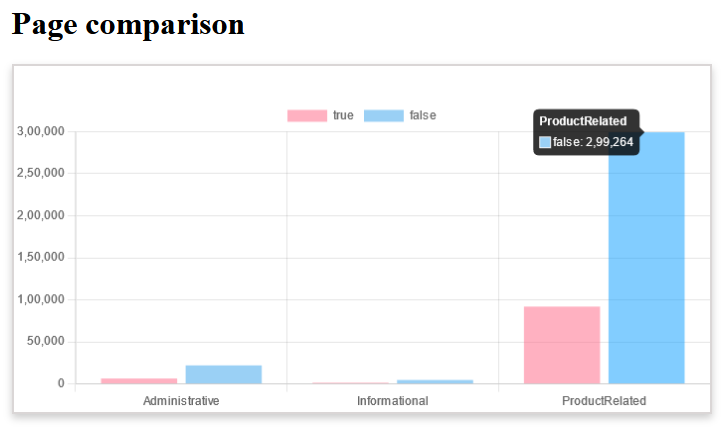 Page comparison
true false
ProductRelated
false: 2,99,264
3,00,000
2,50,000
2,00,000
1,50,000
1,00,000
50,000
0
Administrative Informational ProductRelated